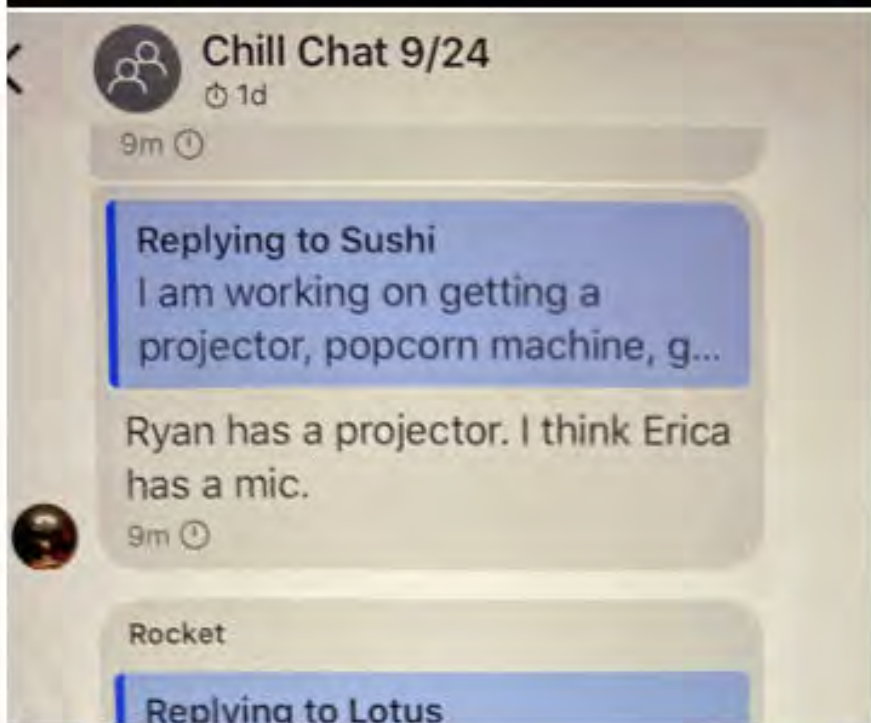 Chill Chat 9/24
1d
9m
Replying to Sushi
I am working on getting a
projector, popcorn machine, g...
Ryan has a projector. I think Erica
has a mic.
9m
Rocket
Replying to Lotus